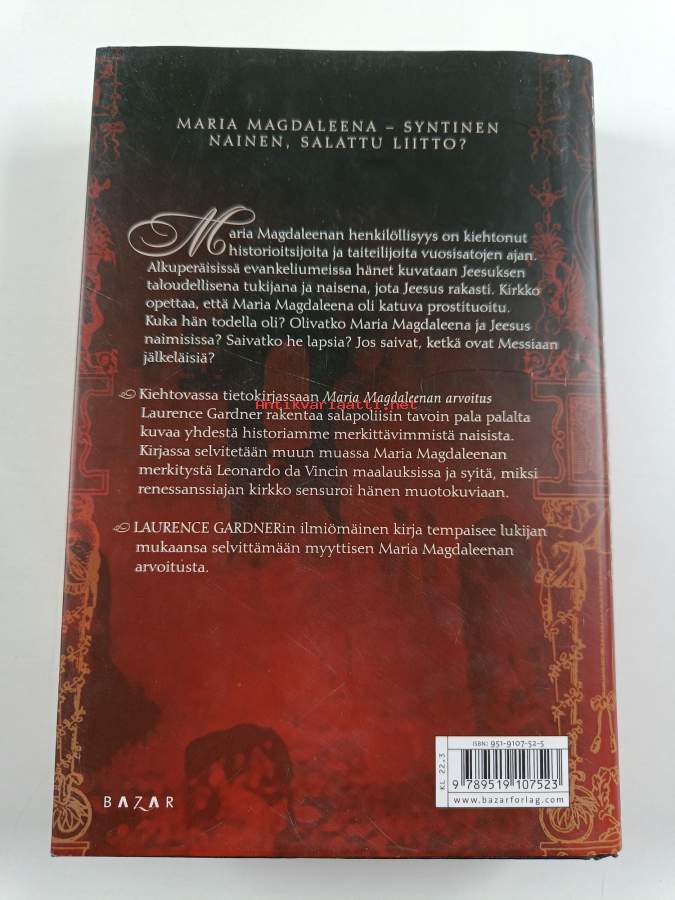 MARIA MAGDALEENA – SYNTINEN
NAINEN, SALATTU LIITTO?
Maria Magdaleenan henkilöllisyys on kiehtonut
historioitsijoita ja taiteilijoita vuosisatojen ajan.
Alkuperäisissä evankeliumeissa hänet kuvataan Jeesuksen
taloudellisena tukijana ja naisena, jota Jeesus rakasti. Kirkko
opettaa, että Maria Magdaleena oli katuva prostituoitu.
Kuka hän todella oli? Olivatko Maria Magdaleena ja Jeesus
naimisissa? Saivatko he lapsia? Jos saivat, ketkä ovat Messiaan
jälkeläisiä?
Kiehtovassa tietokirjassaan Maria Magdaleenan arvoitus
Antikvariaatti.net
Laurence Gardner rakentaa salapoliisin tavoin pala palalta
kuvaa yhdestä historiamme merkittävimmistä naisista.
Kirjassa selvitetään muun muassa Maria Magdaleenan
merkitystä Leonardo da Vincin maalauksissa ja syitä, miksi
renessanssiajan kirkko sensuroi hänen muotokuviaan.
LAURENCE GARDNERin ilmiömäinen kirja tempaisee lukijan
mukaansa selvittämään myyttisen Maria Magdaleenan
arvoitusta.
BAZAR
KL 22,3
ISBN: 951-9107-52-5
9 789519 107523
www.bazarforlag.com